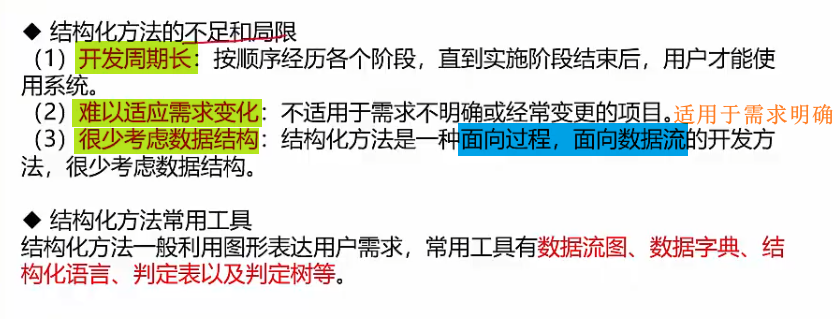 ◆ 结构化方法的不足和局限
（1）开发周期长：按顺序经历各个阶段，直到实施阶段结束后，用户才能使
用系统。
（2）难以适应需求变化：不适用于需求不明确或经常变更的项目。适用于需求明确
（3）很少考虑数据结构：结构化方法是一种面向过程，面向数据流的开发方
法，很少考虑数据结构。
◆ 结构化方法常用工具
结构化方法一般利用图形表达用户需求，常用工具有数据流图、数据字典、结
构化语言、判定表以及判定树等。